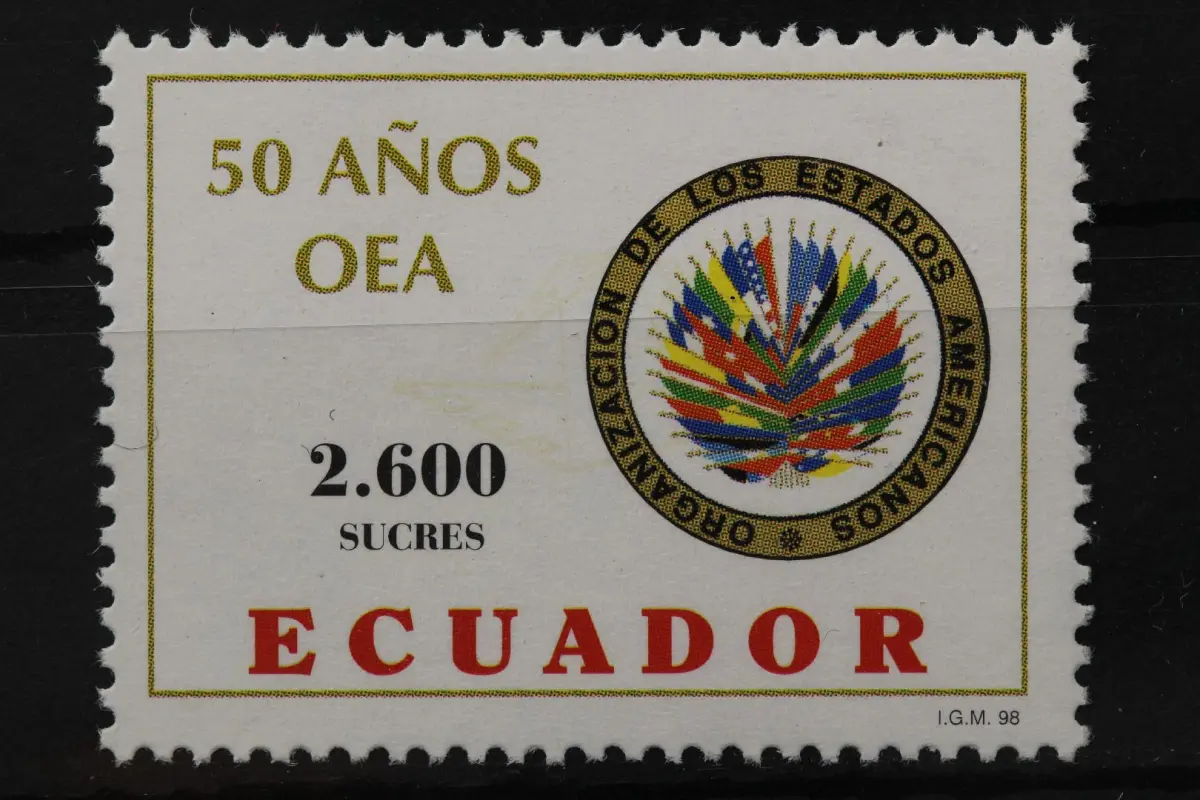 50 AÑOS
OEA
ORGANIZACION DE LOS ESTADOS AMERICANOS
2.600
SUCRES
ECUADOR
I.G.M. 98